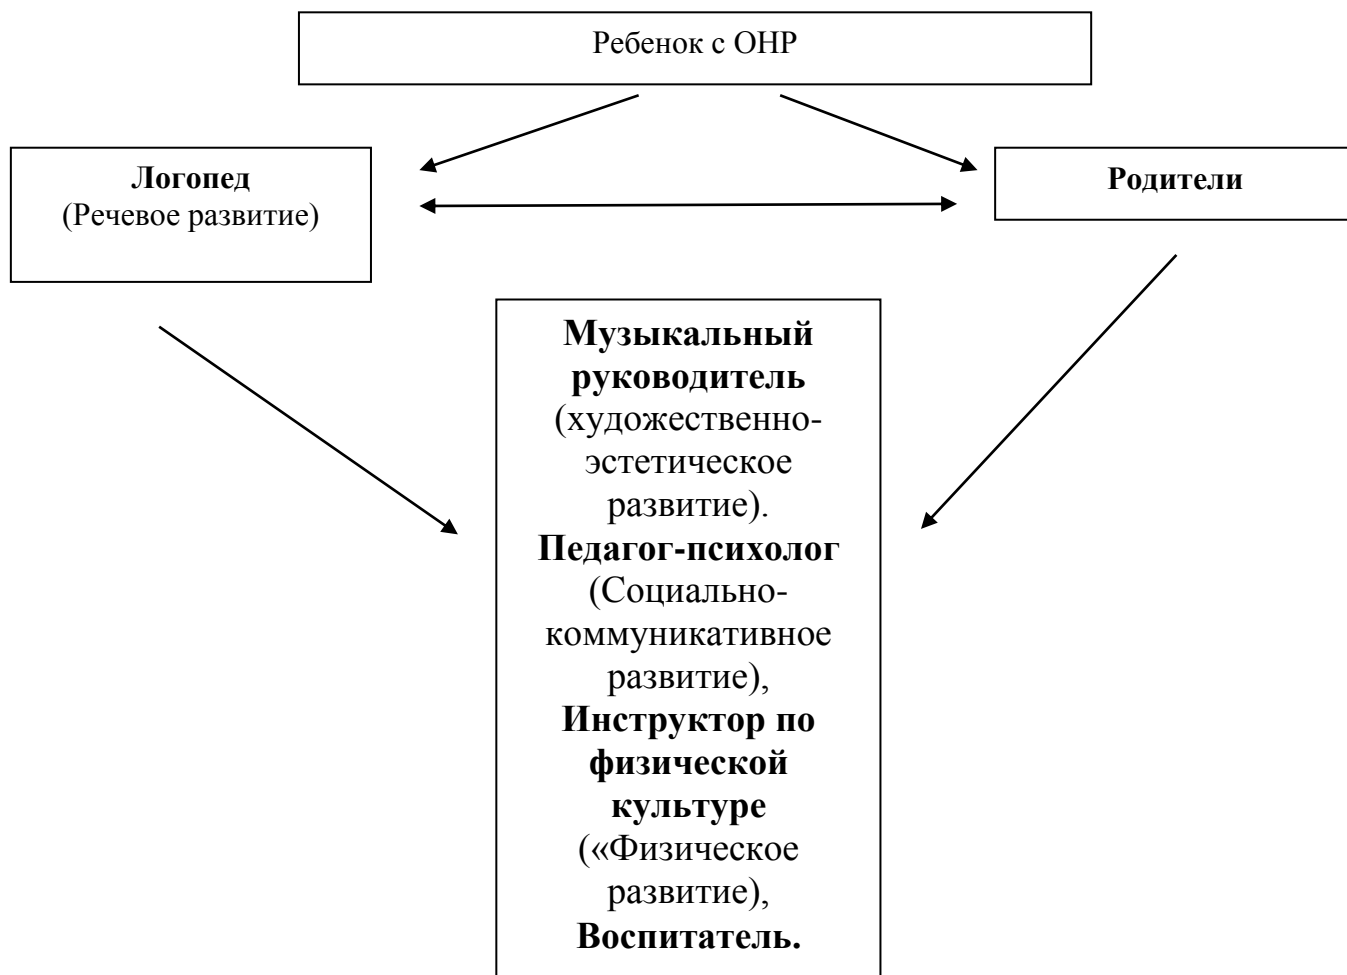 Ребенок с ОНР
Логопед
(Речевое развитие)
Родители
Музыкальный
руководитель
(художественно-
эстетическое
развитие).
Педагог-психолог
(Социально-
коммуникативное
развитие),
Инструктор по
физической
культуре
(«Физическое
развитие),
Воспитатель.